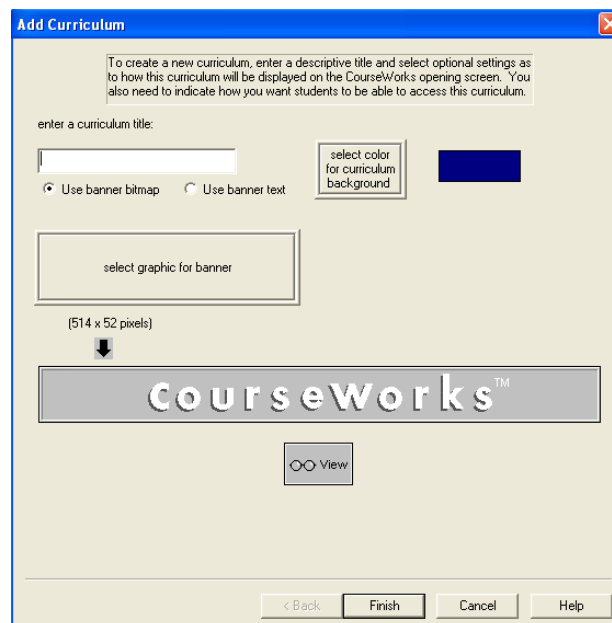 Add Curriculum
To create a new curriculum, enter a descriptive title and select optional settings as
to how this curriculum will be displayed on the CourseWorks opening screen. You
also need to indicate how you want students to be able to access this curriculum.
enter a curriculum title:
select color
for curriculum
background
Use banner bitmap
Use banner text
select graphic for banner
(514 x 52 pixels)
CourseWorks™
View
< Back
Finish
Cancel
Help